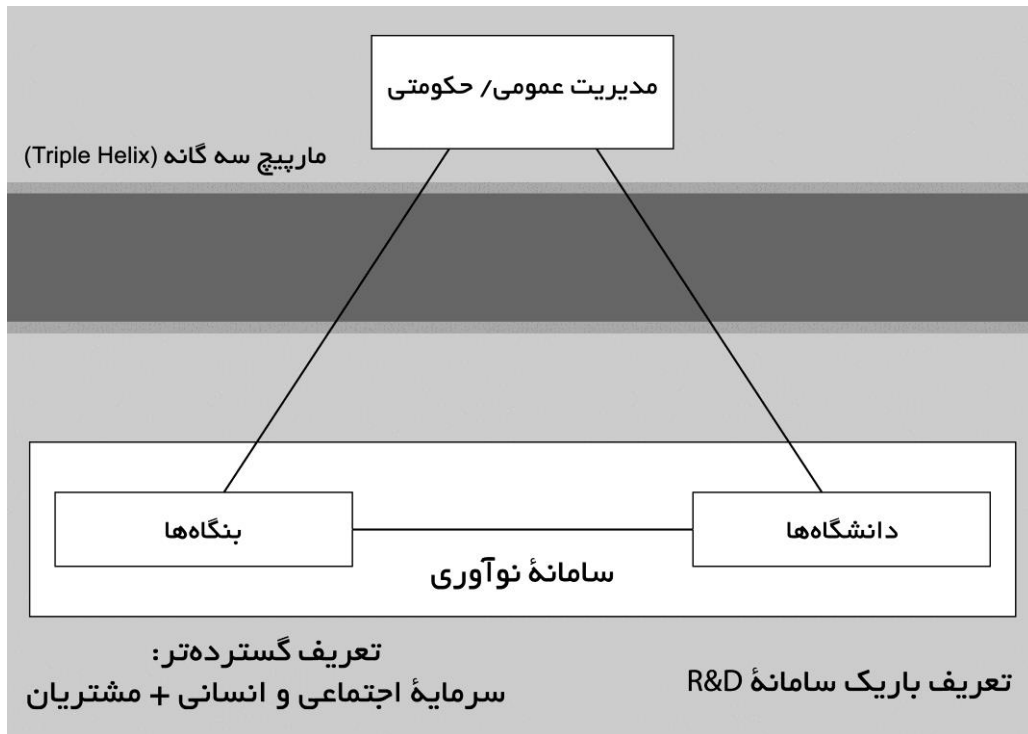 مدیریت عمومی/ حکومتی
مارپیچ سه گانه (Triple Helix)
بنگاه‌ها
دانشگاه‌ها
سامانهٔ نوآوری
تعریف گسترده‌تر:
سرمایهٔ اجتماعی و انسانی + مشتریان
تعریف باریک سامانهٔ R&D